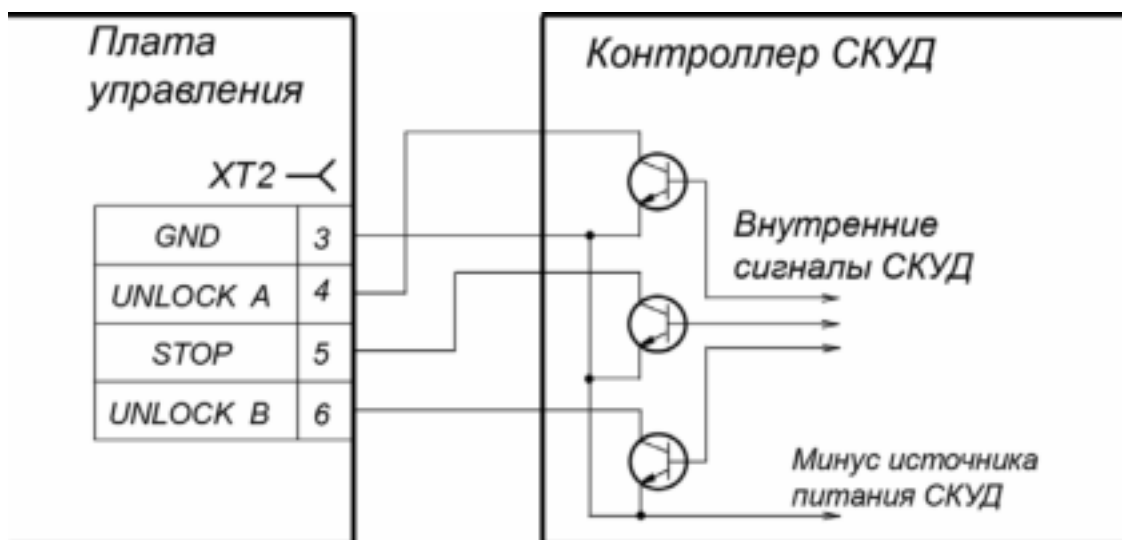 Плата
управления
Контроллер СКУД
XT2
GND 3
UNLOCK A 4
STOP 5
UNLOCK B 6
Внутренние
сигналы СКУД
Минус источника
питания СКУД